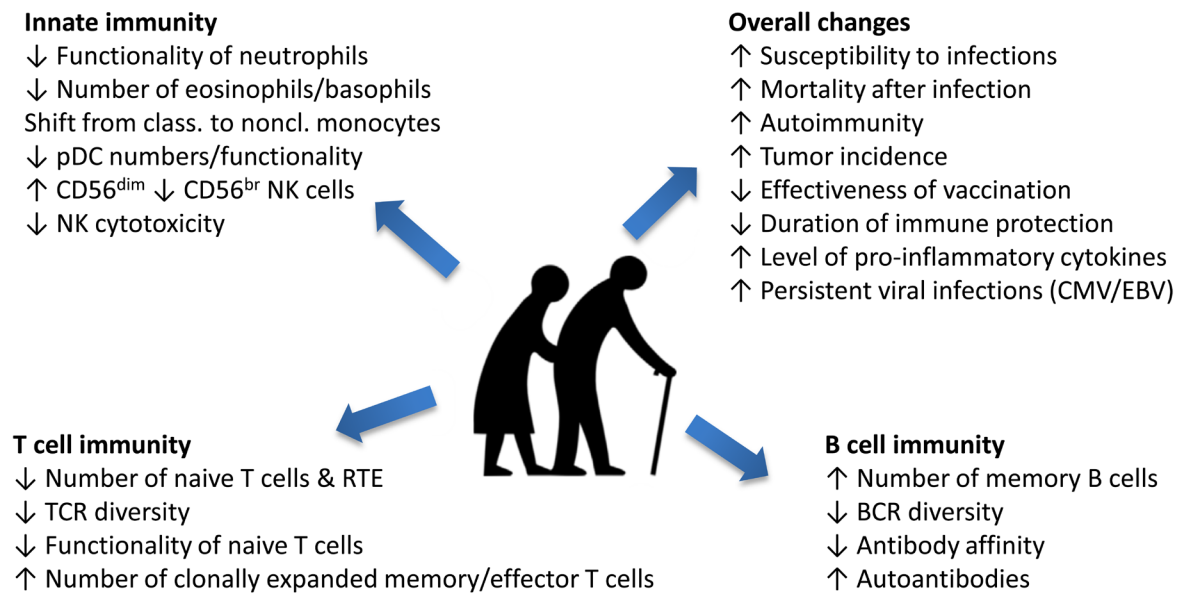 Innate immunity
↓ Functionality of neutrophils
↓ Number of eosinophils/basophils
Shift from class. to noncl. monocytes
↓ pDC numbers/functionality
↑ CD56dim ↓ CD56br NK cells
↓ NK cytotoxicity
Overall changes
↑ Susceptibility to infections
↑ Mortality after infection
↑ Autoimmunity
↑ Tumor incidence
↓ Effectiveness of vaccination
↓ Duration of immune protection
↑ Level of pro-inflammatory cytokines
↑ Persistent viral infections (CMV/EBV)
T cell immunity
↓ Number of naive T cells & RTE
↓ TCR diversity
↓ Functionality of naive T cells
↑ Number of clonally expanded memory/effector T cells
B cell immunity
↑ Number of memory B cells
↓ BCR diversity
↓ Antibody affinity
↑ Autoantibodies